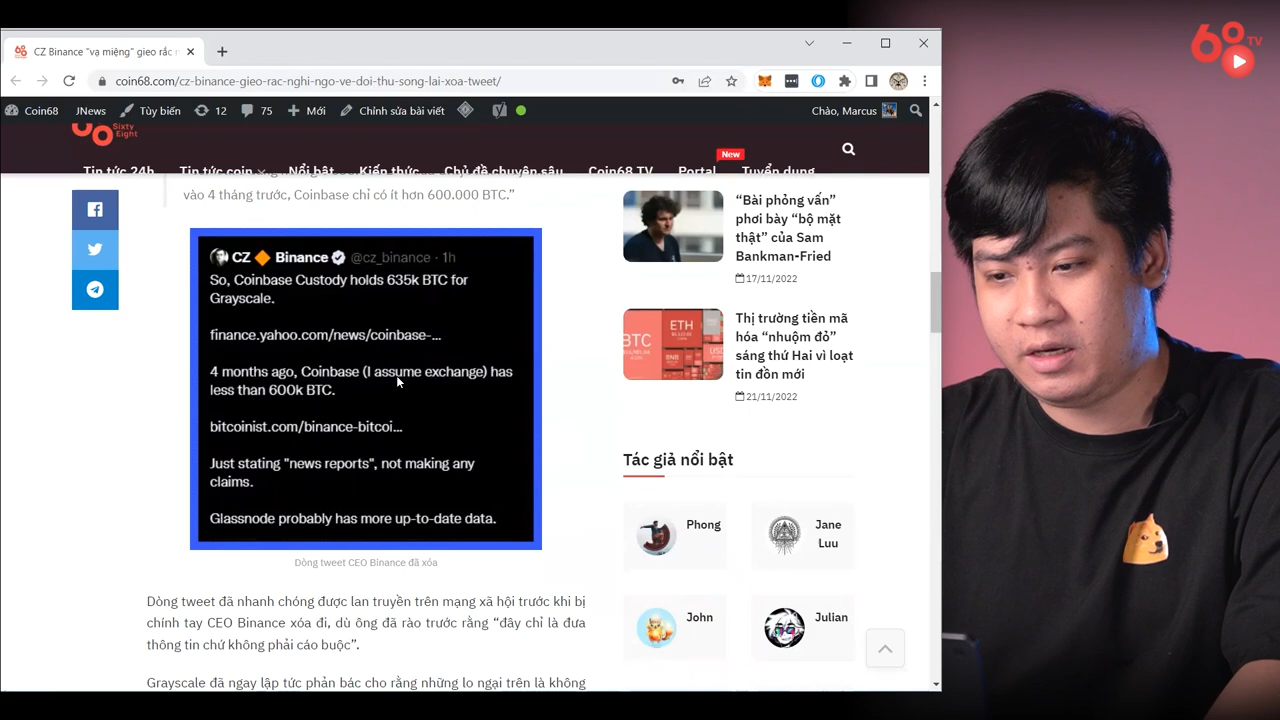 CZ Binance "vạ miệng" gieo rắc n
coin68.com/cz-binance-gieo-rac-nghi-ngo-ve-doi-thu-song-lai-xoa-tweet/
Coin68 JNews Tùy biến 12 75 Mới Chỉnh sửa bài viết Chào, Marcus
Sixty
Eight
New
Tin tức 24h Tin tức coin Nổi bật Kiến thức Chủ đề chuyên sâu Coin68 TV Portal Tuyển dụng
vào 4 tháng trước, Coinbase chỉ có ít hơn 600.000 BTC.”
CZ 🔶 Binance @cz_binance · 1h
So, Coinbase Custody holds 635k BTC for
Grayscale.
finance.yahoo.com/news/coinbase-...
4 months ago, Coinbase (I assume exchange) has
less than 600k BTC.
bitcoinist.com/binance-bitcoi...
Just stating "news reports", not making any
claims.
Glassnode probably has more up-to-date data.
Dòng tweet CEO Binance đã xóa
Dòng tweet đã nhanh chóng được lan truyền trên mạng xã hội trước khi bị
chính tay CEO Binance xóa đi, dù ông đã rào trước rằng “đây chỉ là đưa
thông tin chứ không phải cáo buộc”.
Grayscale đã ngay lập tức phản bác cho rằng những lo ngại trên là không
“Bài phỏng vấn”
phơi bày “bộ mặt
thật” của Sam
Bankman-Fried
17/11/2022
BTC
ETH
BNB
USD
Thị trường tiền mã
hóa “nhuộm đỏ”
sáng thứ Hai vì loạt
tin đồn mới
21/11/2022
Tác giả nổi bật
Phong
Jane
Luu
John
Julian
68 TV